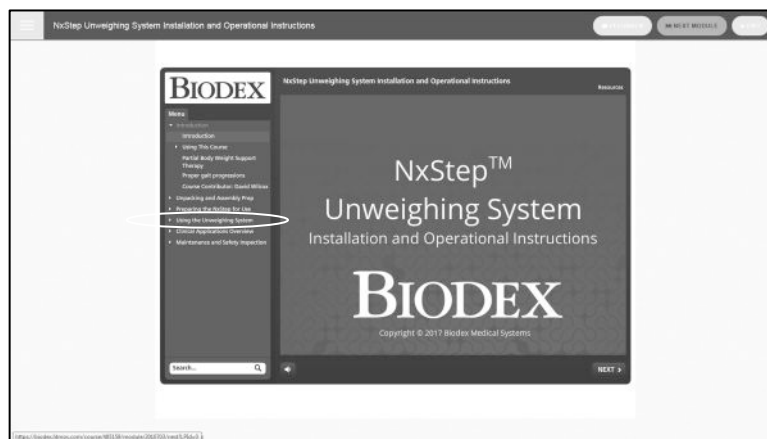 NxStep Unweighing System Installation and Operational Instructions
NEXT MODULE
BIODEX
NxStep Unweighing System Installation and Operational Instructions
Resources
Menu
Introduction
Introduction
Using This Course
Partial Body Weight Support
Therapy
Proper gait progressions
Course Contributor: David Wilcox
Unpacking and Assembly Prep
Preparing the NxStep for Use
Using the Unweighing System
Clinical Applications Overview
Maintenance and Safety Inspection
NxStep™
Unweighing System
Installation and Operational Instructions
BIODEX
Copyright © 2017 Biodex Medical Systems
Search...
NEXT >